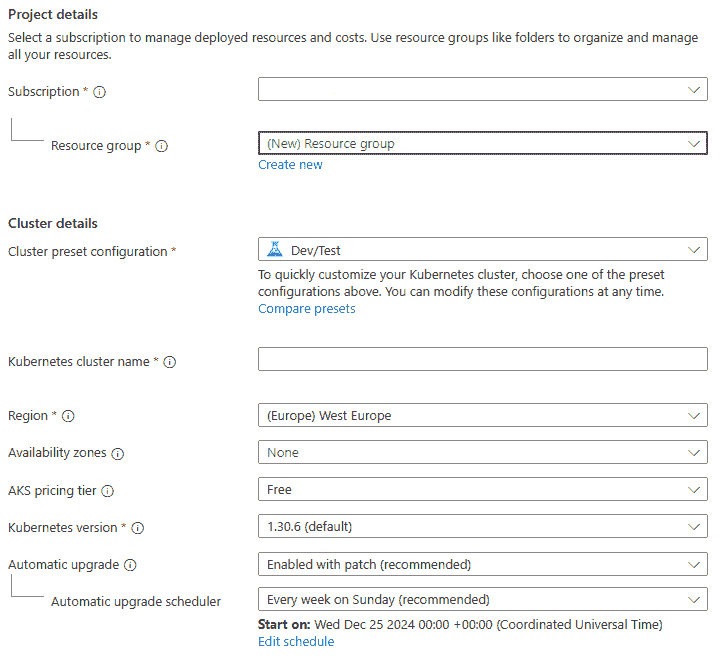 Project details
Select a subscription to manage deployed resources and costs. Use resource groups like folders to organize and manage
all your resources.
Subscription *
Resource group *
(New) Resource group
Create new
Cluster details
Cluster preset configuration *
Dev/Test
To quickly customize your Kubernetes cluster, choose one of the preset
configurations above. You can modify these configurations at any time.
Compare presets
Kubernetes cluster name *
Region *
(Europe) West Europe
Availability zones
None
AKS pricing tier
Free
Kubernetes version *
1.30.6 (default)
Automatic upgrade
Enabled with patch (recommended)
Automatic upgrade scheduler
Every week on Sunday (recommended)
Start on: Wed Dec 25 2024 00:00 +00:00 (Coordinated Universal Time)
Edit schedule